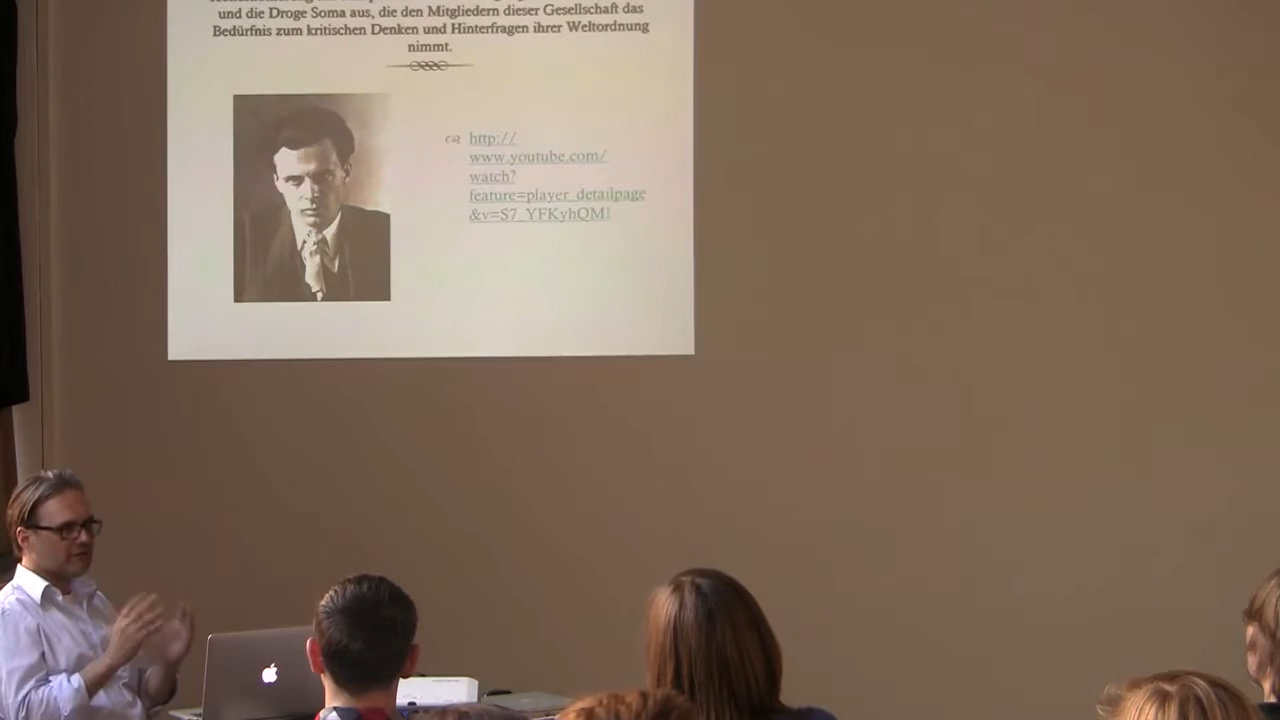 und die Droge Soma aus, die den Mitgliedern dieser Gesellschaft das
Bedürfnis zum kritischen Denken und Hinterfragen ihrer Weltordnung
nimmt.
http://
www.youtube.com/
watch?
feature=player_detailpage
&v=S7_YFKyhQMI